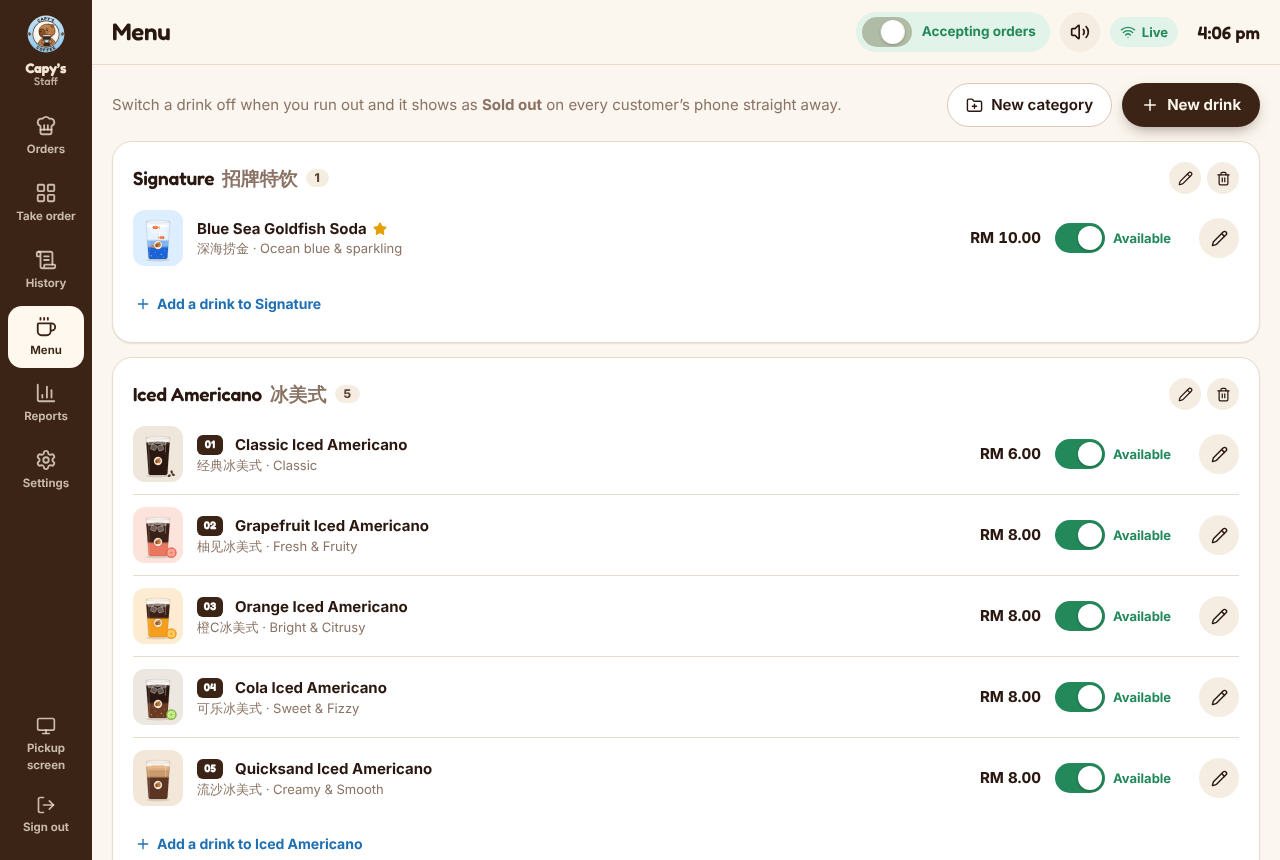 CAPY'S
COFFEE
Capy's
Staff
Orders
Take order
History
Menu
Reports
Settings
Pickup
screen
Sign out
Menu
Accepting orders
Live
4:06 pm
Switch a drink off when you run out and it shows as Sold out on every customer's phone straight away.
New category
New drink
Signature 招牌特饮 1
Blue Sea Goldfish Soda
深海捞金 · Ocean blue & sparkling
RM 10.00
Available
Add a drink to Signature
Iced Americano 冰美式 5
01 Classic Iced Americano
经典冰美式 · Classic
RM 6.00
Available
02 Grapefruit Iced Americano
柚见冰美式 · Fresh & Fruity
RM 8.00
Available
03 Orange Iced Americano
橙C冰美式 · Bright & Citrusy
RM 8.00
Available
04 Cola Iced Americano
可乐冰美式 · Sweet & Fizzy
RM 8.00
Available
05 Quicksand Iced Americano
流沙冰美式 · Creamy & Smooth
RM 8.00
Available
Add a drink to Iced Americano